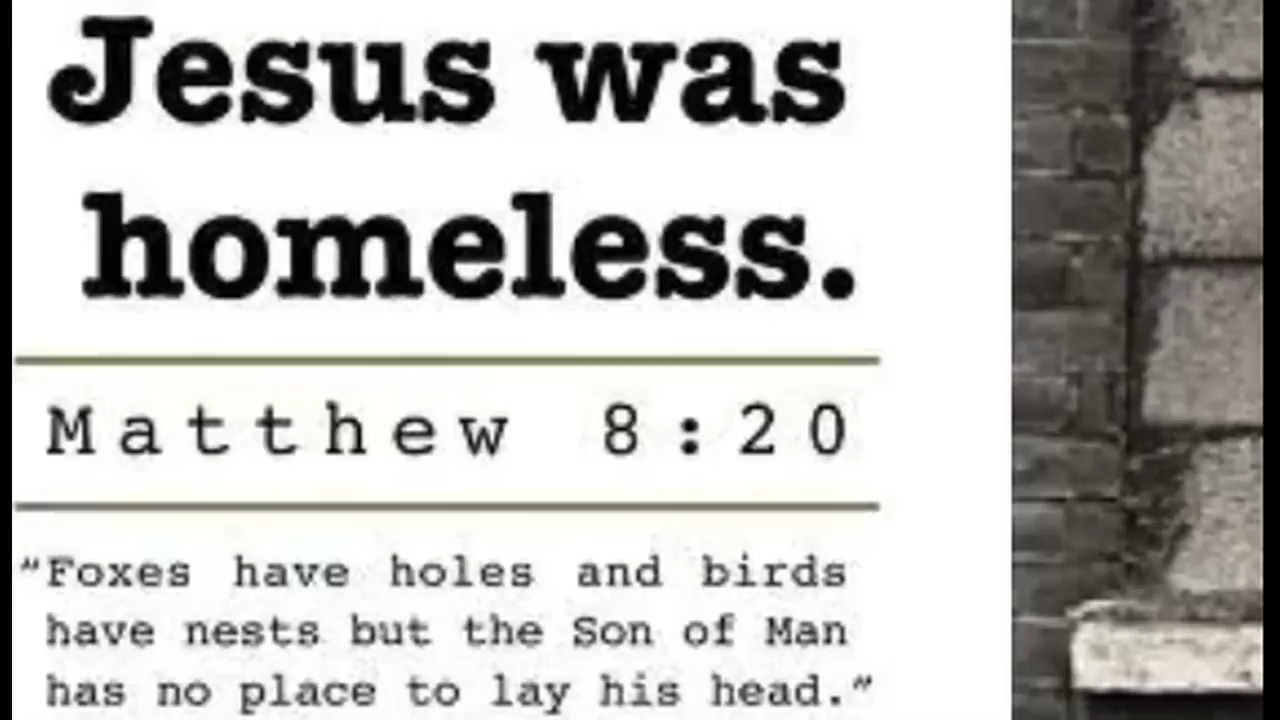 Jesus was
homeless.
Matthew 8:20
“Foxes have holes and birds
have nests but the Son of Man
has no place to lay his head.”